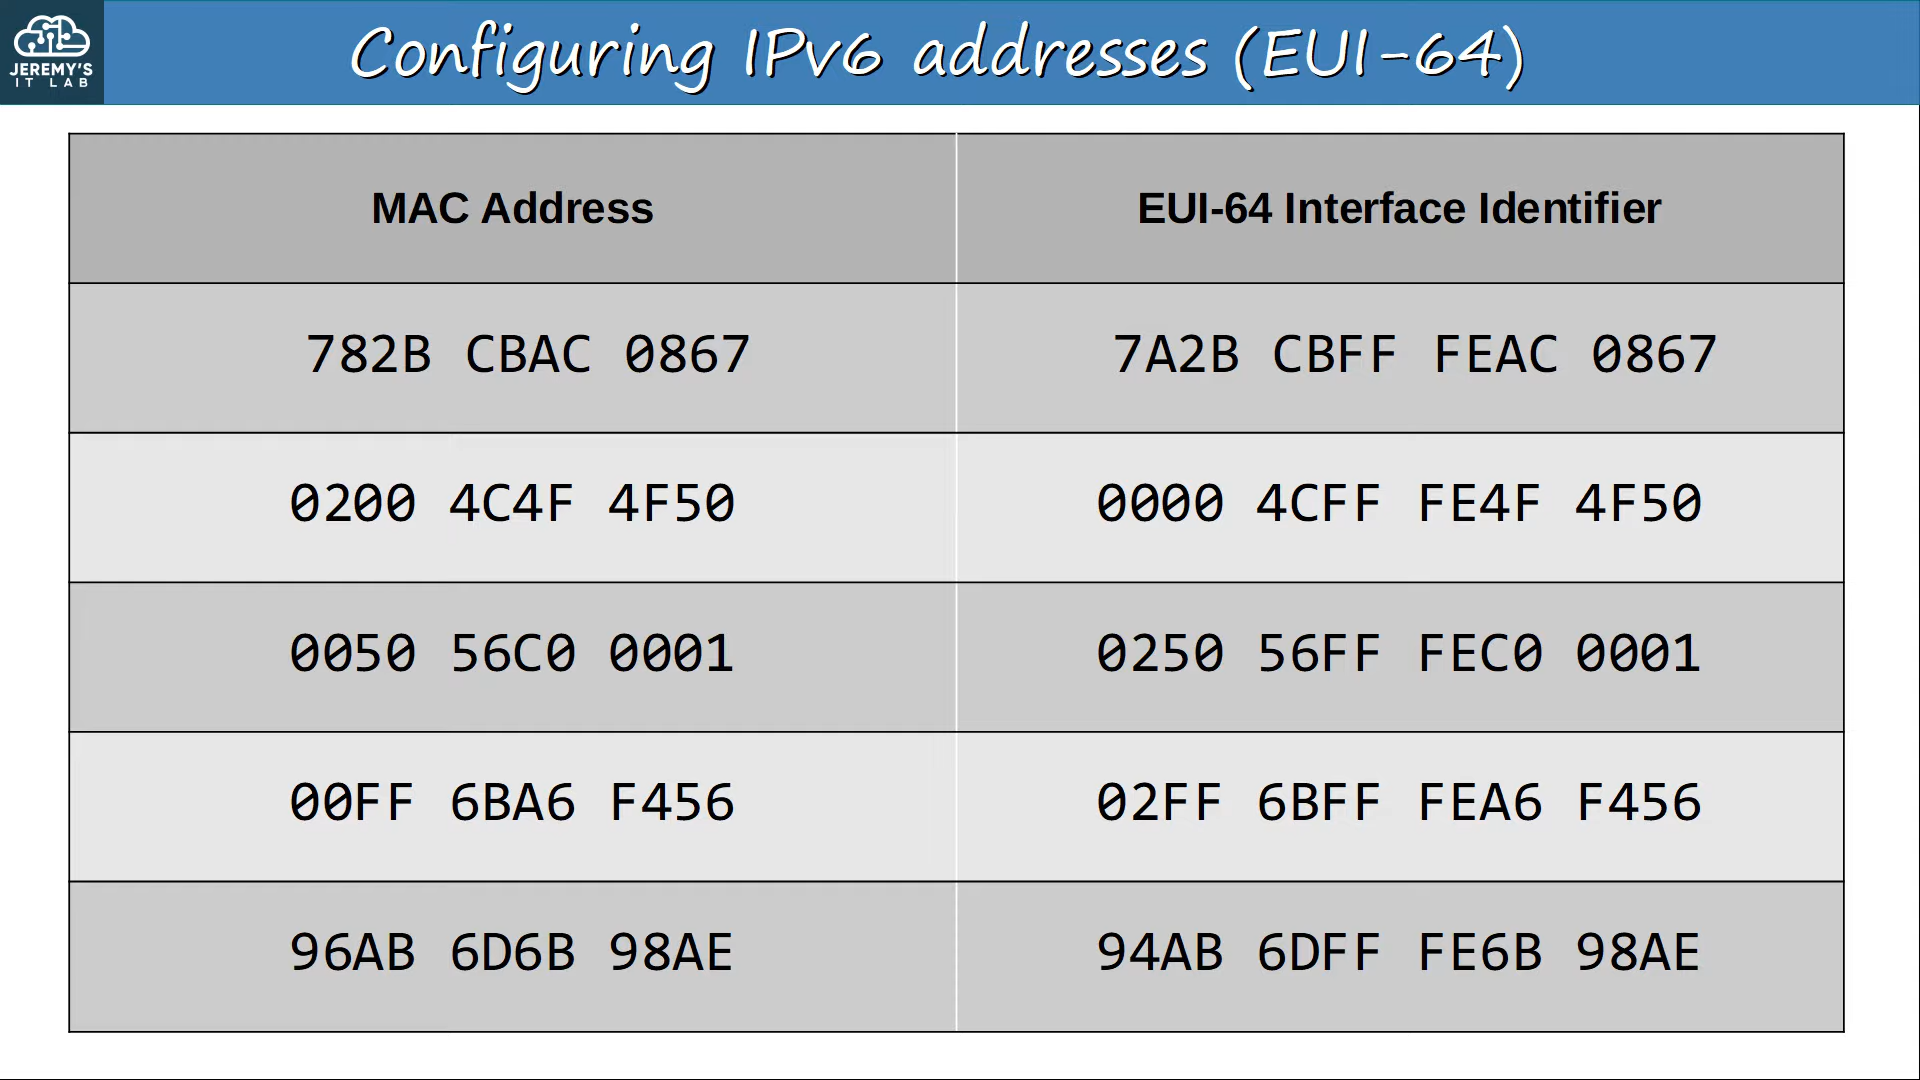 JEREMY'S
IT LAB
Configuring IPv6 addresses (EUI-64)
MAC Address EUI-64 Interface Identifier
782B CBAC 0867 7A2B CBFF FEAC 0867
0200 4C4F 4F50 0000 4CFF FE4F 4F50
0050 56C0 0001 0250 56FF FEC0 0001
00FF 6BA6 F456 02FF 6BFF FEA6 F456
96AB 6D6B 98AE 94AB 6DFF FE6B 98AE